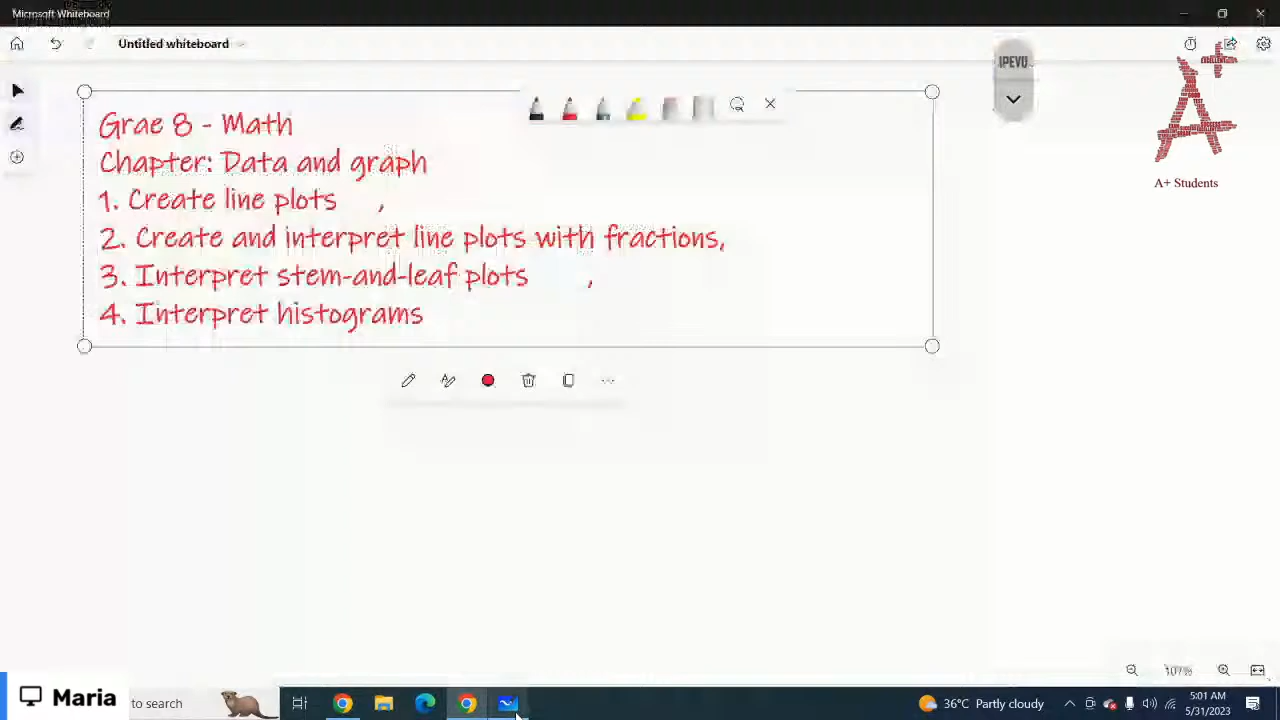 Microsoft Whiteboard
Untitled whiteboard
IPEVO
A+ Students
Grae 8 - Math
Chapter: Data and graph
1. Create line plots ,
2. Create and interpret line plots with fractions,
3. Interpret stem-and-leaf plots ,
4. Interpret histograms
107%
Maria
to search
36°C Partly cloudy
5:01 AM
5/31/2023